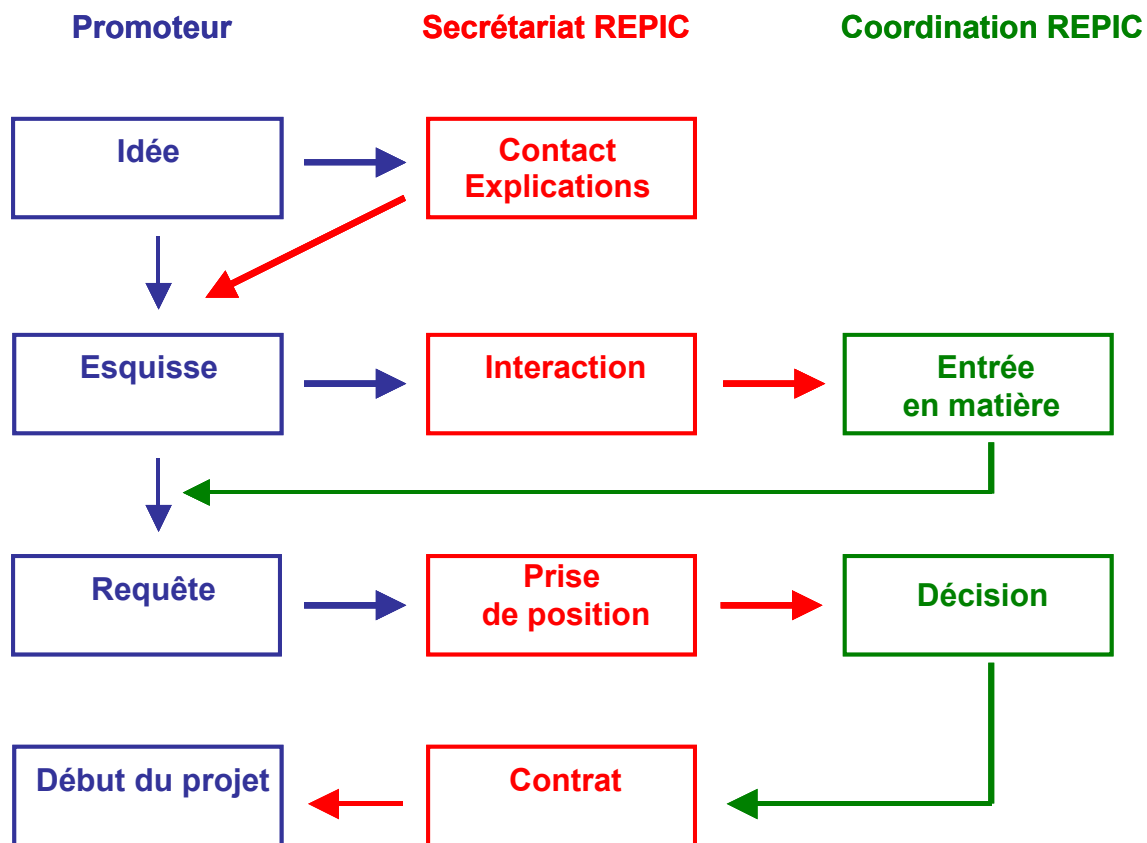 Promoteur
Secrétariat REPIC
Coordination REPIC
Idée
Contact
Explications
Esquisse
Interaction
Entrée
en matière
Requête
Prise
de position
Décision
Début du projet
Contrat